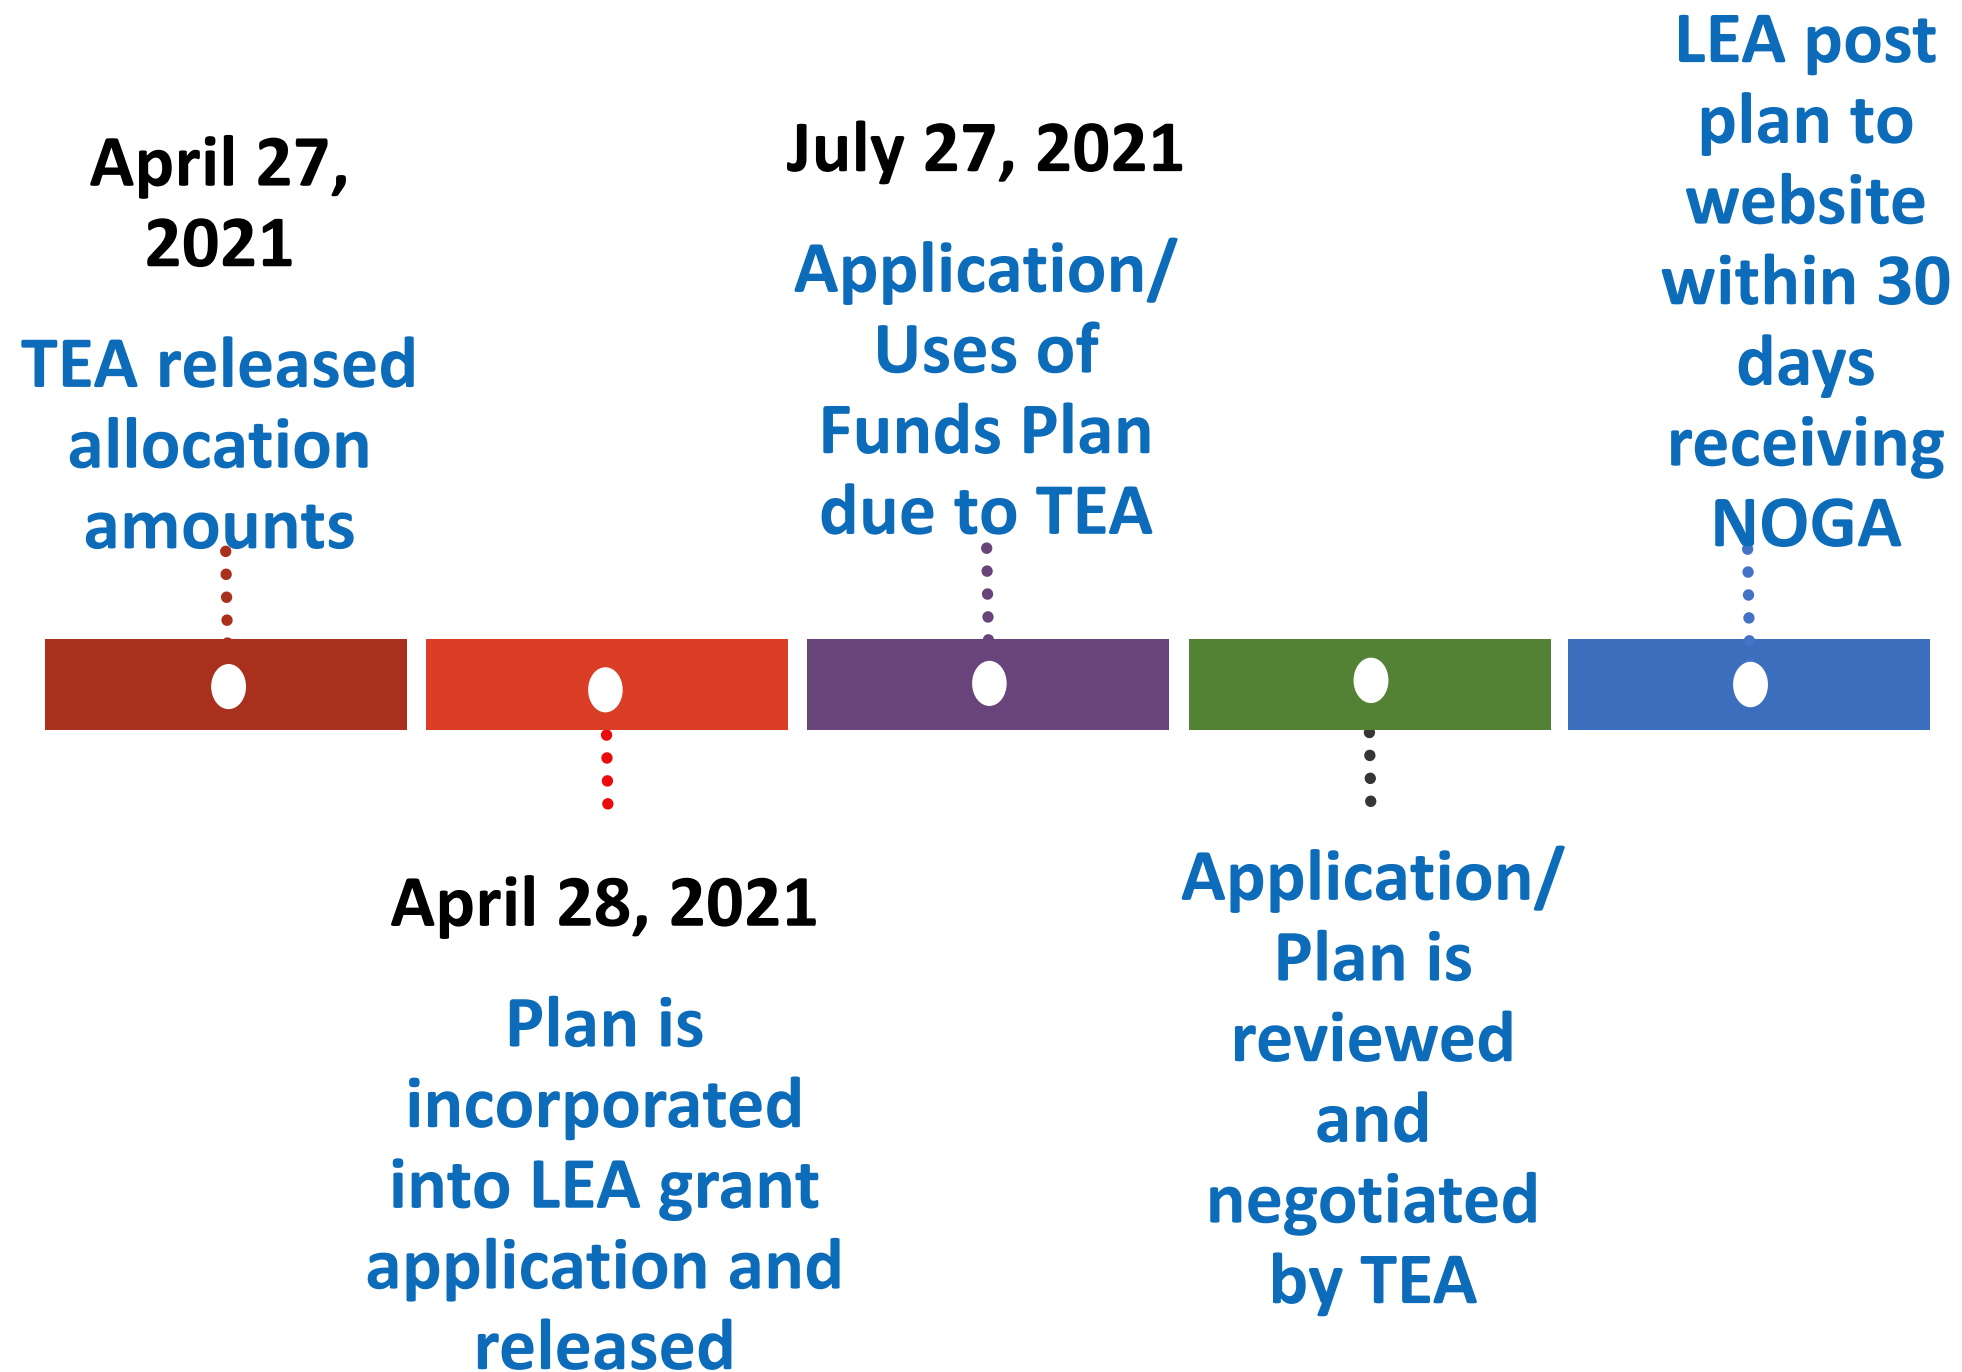 April 27,
2021
TEA released
allocation
amounts
April 28, 2021
Plan is
incorporated
into LEA grant
application and
released
July 27, 2021
Application/
Uses of
Funds Plan
due to TEA
Application/
Plan is
reviewed
and
negotiated
by TEA
LEA post
plan to
website
within 30
days
receiving
NOGA